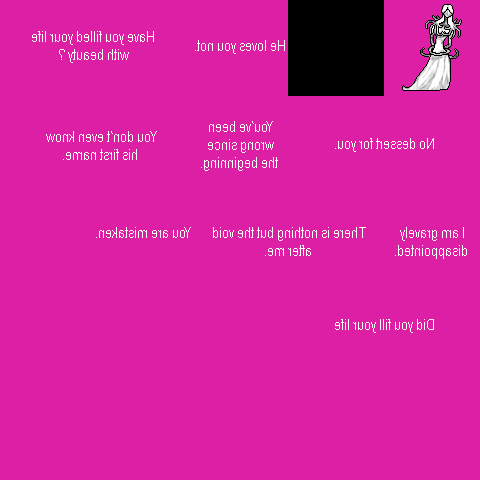 He loves you not.
Have you filled your life
with beauty ?
No dessert for you.
You've been
wrong since
the beginning.
You don't even know
his first name.
I am gravely
disappointed.
There is nothing but the void
after me.
You are mistaken.
Did you fill your life